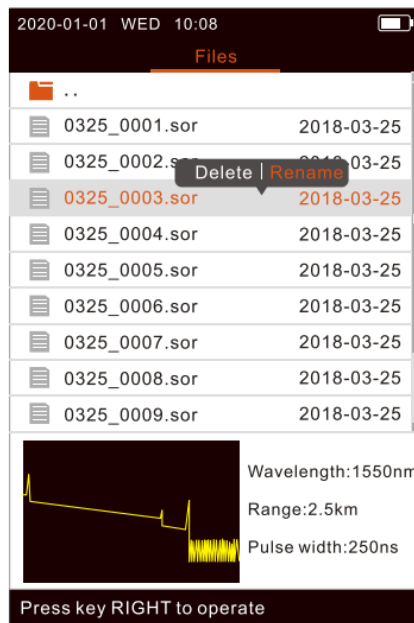 2020-01-01 WED 10:08
Files
..
0325_0001.sor 2018-03-25
0325_0002.s 03-25
Delete | Rename
0325_0003.sor 2018-03-25
0325_0004.sor 2018-03-25
0325_0005.sor 2018-03-25
0325_0006.sor 2018-03-25
0325_0007.sor 2018-03-25
0325_0008.sor 2018-03-25
0325_0009.sor 2018-03-25
Wavelength:1550nm
Range:2.5km
Pulse width:250ns
Press key RIGHT to operate